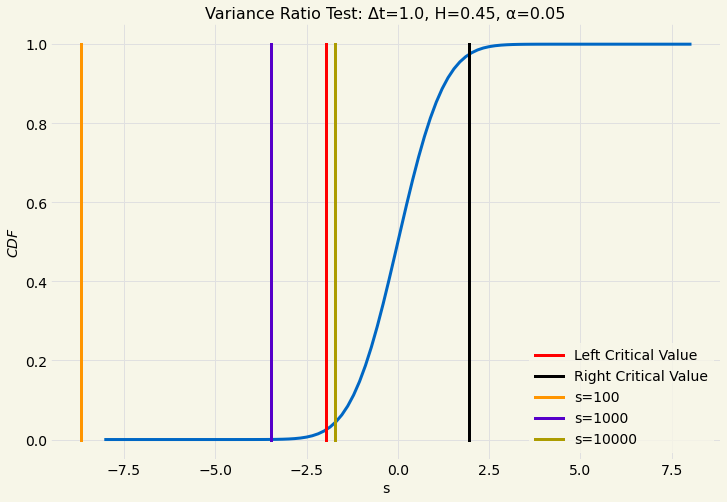 Variance Ratio Test: Δt=1.0, H=0.45, α=0.05
CDF
1.0
0.8
0.6
0.4
0.2
0.0
Left Critical Value
Right Critical Value
s=100
s=1000
s=10000
−7.5 −5.0 −2.5 0.0 2.5 5.0 7.5
s